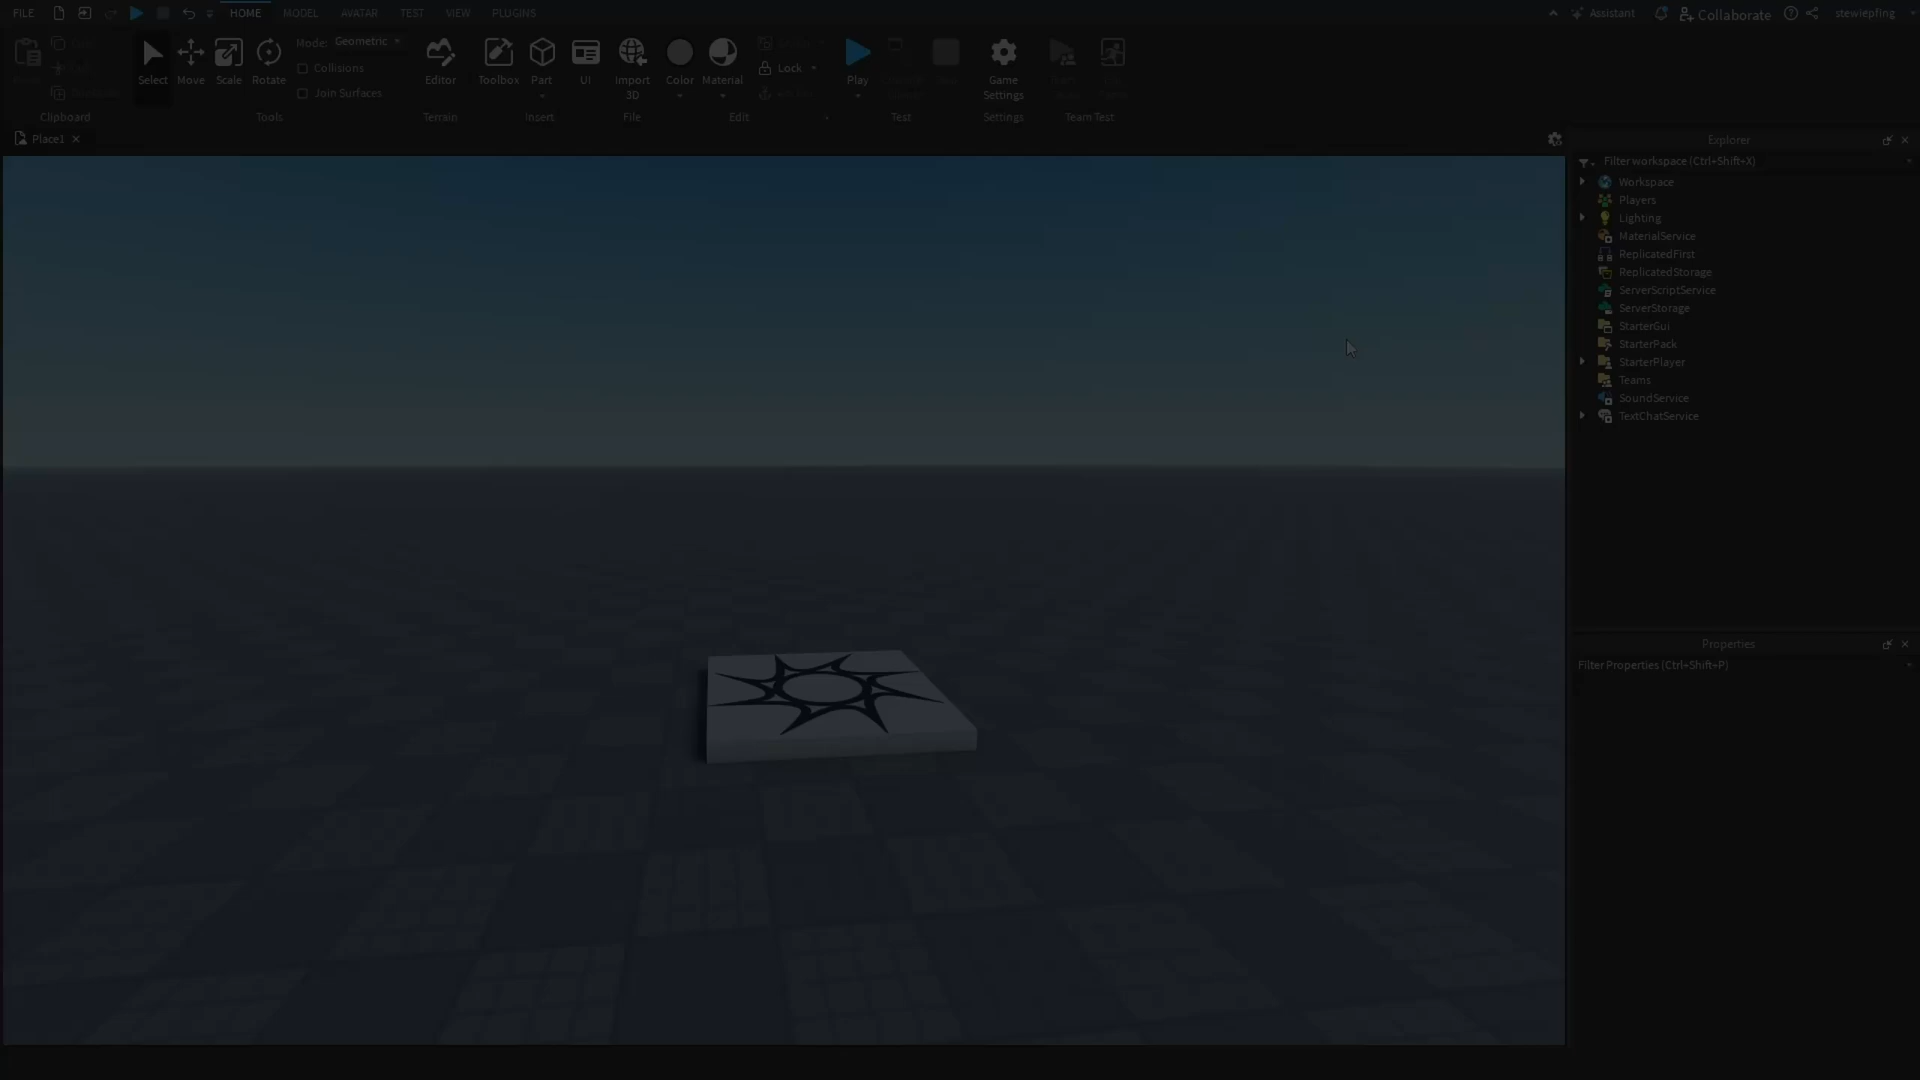 FILE HOME MODEL AVATAR TEST VIEW PLUGINS Assistant Collaborate stewiepfing
Mode: Geometric
Collisions
Join Surfaces
Select Move Scale Rotate Editor Toolbox Part UI Import 3D Color Material Lock Play Game Settings
Clipboard Tools Terrain Insert File Edit Test Settings Team Test
Place1
Explorer
Filter workspace (Ctrl+Shift+X)
Workspace
Players
Lighting
MaterialService
ReplicatedFirst
ReplicatedStorage
ServerScriptService
ServerStorage
StarterGui
StarterPack
StarterPlayer
Teams
SoundService
TextChatService
Properties
Filter Properties (Ctrl+Shift+P)